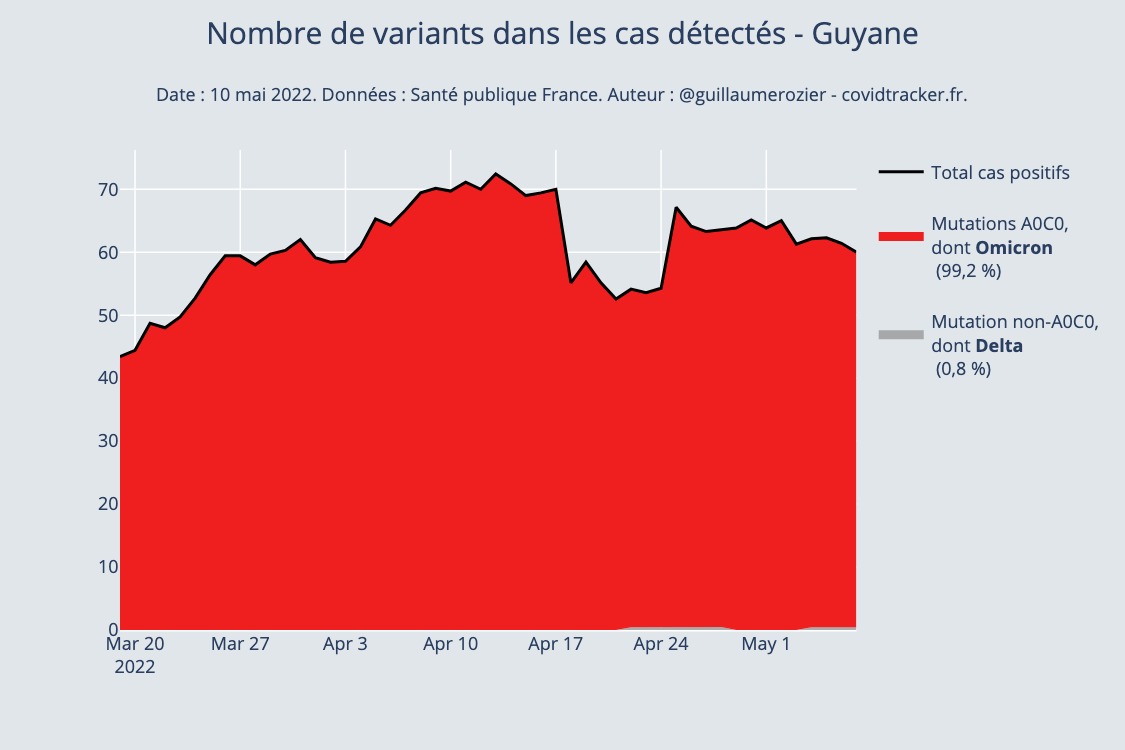 Nombre de variants dans les cas détectés - Guyane
Date : 10 mai 2022. Données : Santé publique France. Auteur : @guillaumerozier - covidtracker.fr.
70
60
50
40
30
20
10
0
Mar 20
2022
Mar 27
Apr 3
Apr 10
Apr 17
Apr 24
May 1
Total cas positifs
Mutations A0C0,
dont Omicron
(99,2 %)
Mutation non-A0C0,
dont Delta
(0,8 %)